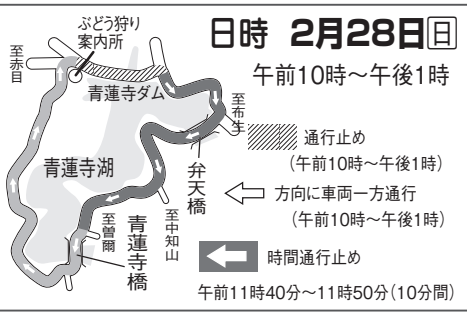 日時 2月28日日
午前10時～午後1時
ぶどう狩り
案内所
至赤目
青蓮寺ダム
至布生
青蓮寺湖
弁天橋
至中知山
青蓮寺橋
至曽爾
通行止め
(午前10時～午後1時)
方向に車両一方通行
(午前10時～午後1時)
時間通行止め
午前11時40分～11時50分(10分間)